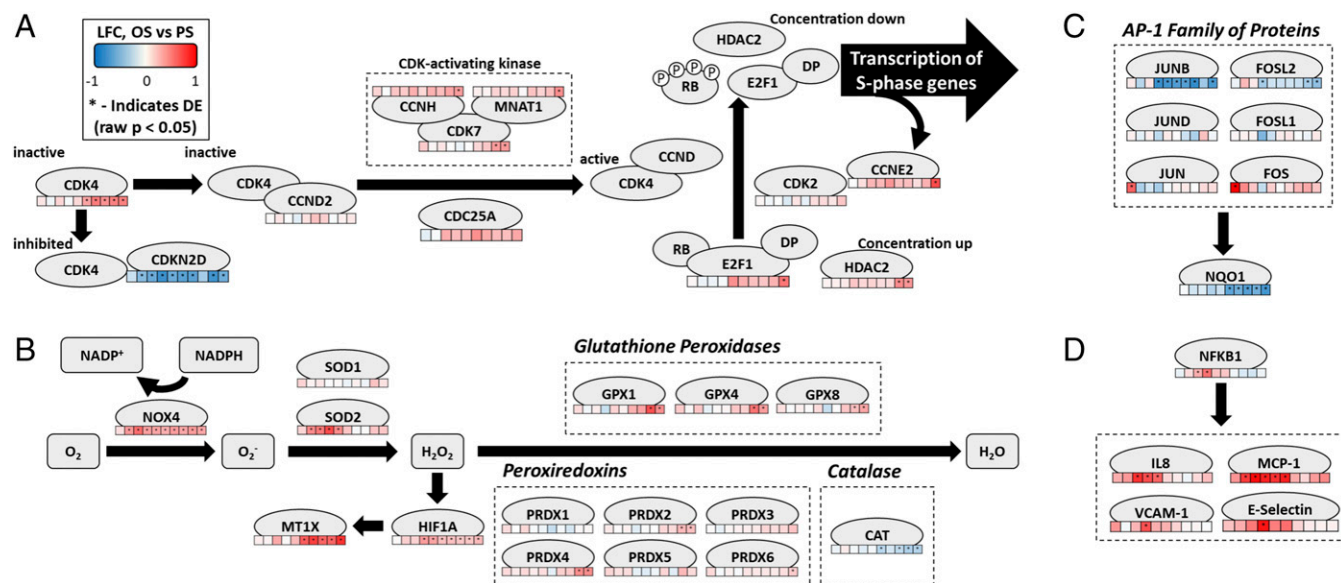 A
LFC, OS vs PS
-1 0 1
* - Indicates DE
(raw p < 0.05)
inactive
CDK4
inhibited
CDK4
CDKN2D
inactive
CDK4
CCND2
CDK-activating kinase
CCNH
MNAT1
CDK7
CDC25A
active
CCND
CDK4
Concentration down
HDAC2
DP
E2F1
P P P P
RB
Transcription of
S-phase genes
CCNE2
CDK2
RB
DP
E2F1
Concentration up
HDAC2
B
NADP⁺
NADPH
NOX4
O₂
O₂⁻
SOD1
SOD2
H₂O₂
HIF1A
MT1X
Glutathione Peroxidases
GPX1
GPX4
GPX8
H₂O
Peroxiredoxins
PRDX1
PRDX2
PRDX3
PRDX4
PRDX5
PRDX6
Catalase
CAT
C
AP-1 Family of Proteins
JUNB
FOSL2
JUND
FOSL1
JUN
FOS
NQO1
D
NFKB1
IL8
MCP-1
VCAM-1
E-Selectin